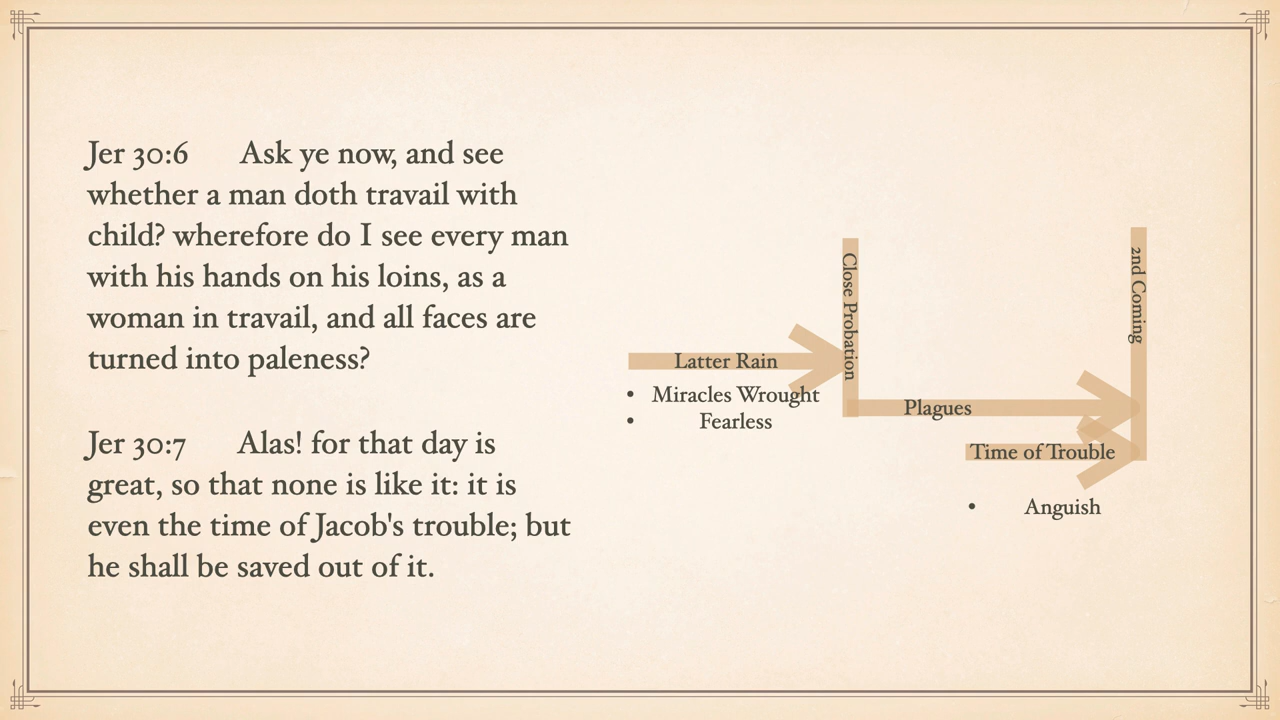 Jer 30:6 Ask ye now, and see
whether a man doth travail with
child? wherefore do I see every man
with his hands on his loins, as a
woman in travail, and all faces are
turned into paleness?
Jer 30:7 Alas! for that day is
great, so that none is like it: it is
even the time of Jacob's trouble; but
he shall be saved out of it.
Close Probation
2nd Coming
Latter Rain
• Miracles Wrought
• Fearless
Plagues
Time of Trouble
• Anguish